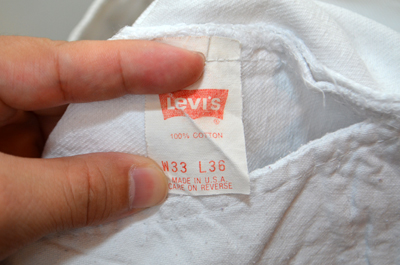 Levi's
100% COTTON
W33 L36
MADE IN U.S.A.
CARE ON REVERSE